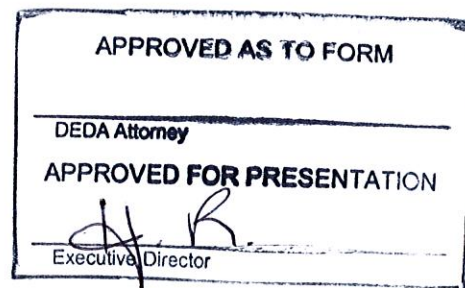 APPROVED AS TO FORM
DEDA Attorney
APPROVED FOR PRESENTATION
H. R.
Executive Director